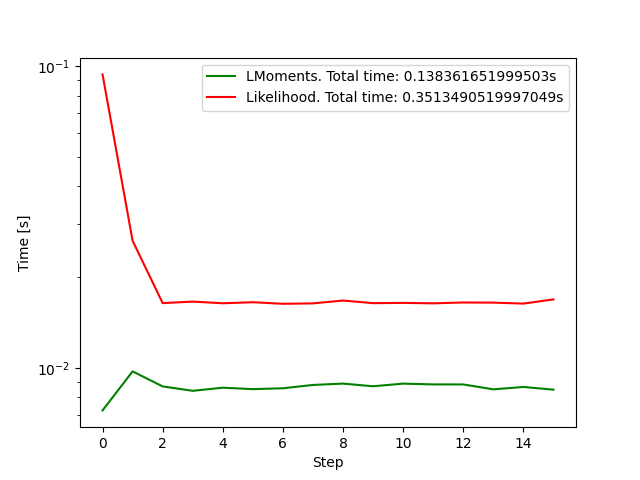 LMoments. Total time: 0.138361651999503s
Likelihood. Total time: 0.3513490519997049s
10⁻¹
10⁻²
Time [s]
0 2 4 6 8 10 12 14
Step